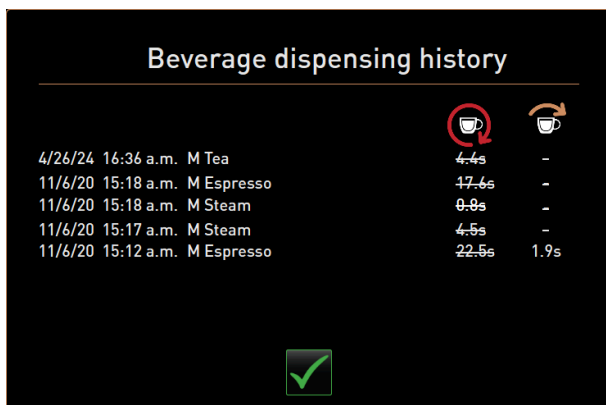 Beverage dispensing history
4/26/24 16:36 a.m. M Tea 4.4s -
11/6/20 15:18 a.m. M Espresso 17.6s -
11/6/20 15:18 a.m. M Steam 0.8s -
11/6/20 15:17 a.m. M Steam 4.5s -
11/6/20 15:12 a.m. M Espresso 22.5s 1.9s